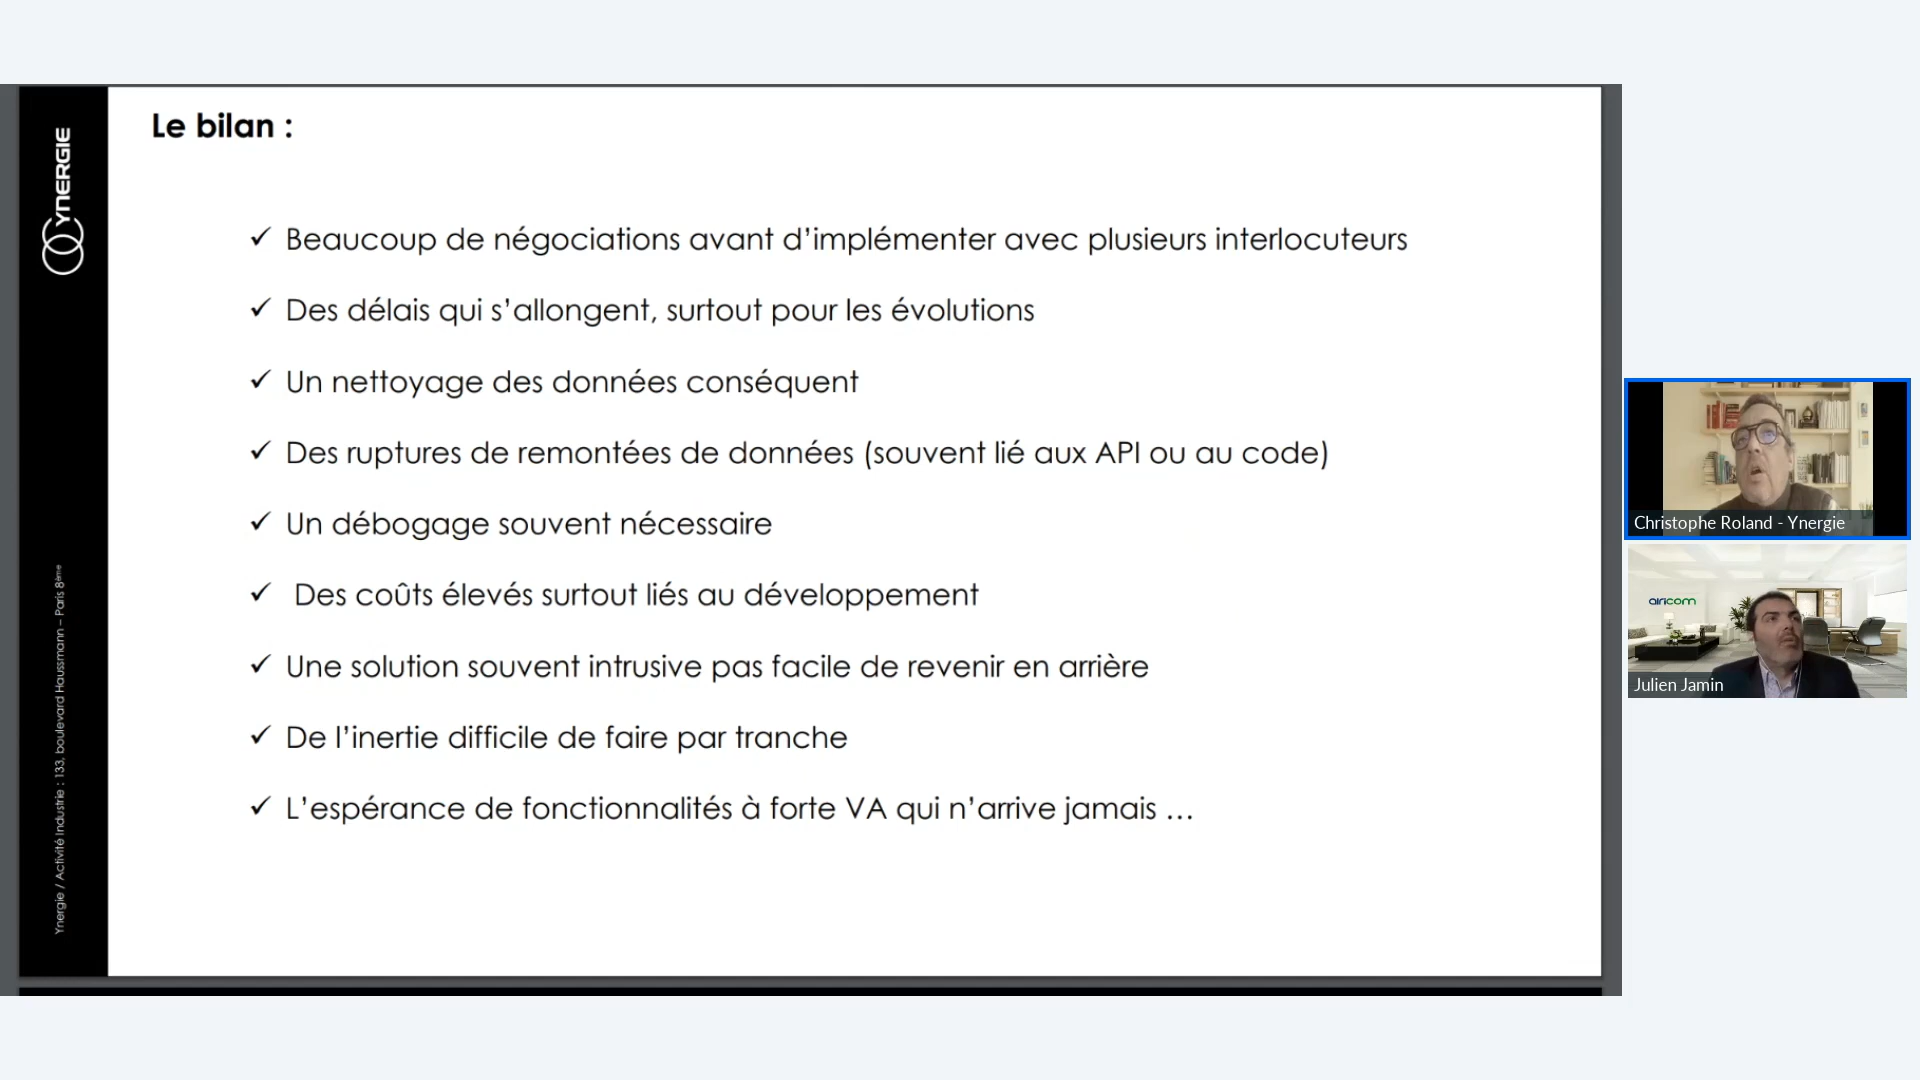 YNERGIE
Ynergie / Activité Industrie : 133, boulevard Haussmann – Paris 8ème
Le bilan :
✓ Beaucoup de négociations avant d’implémenter avec plusieurs interlocuteurs
✓ Des délais qui s’allongent, surtout pour les évolutions
✓ Un nettoyage des données conséquent
✓ Des ruptures de remontées de données (souvent lié aux API ou au code)
✓ Un débogage souvent nécessaire
✓ Des coûts élevés surtout liés au développement
✓ Une solution souvent intrusive pas facile de revenir en arrière
✓ De l’inertie difficile de faire par tranche
✓ L’espérance de fonctionnalités à forte VA qui n’arrive jamais …
Christophe Roland - Ynergie
airicom
Julien Jamin